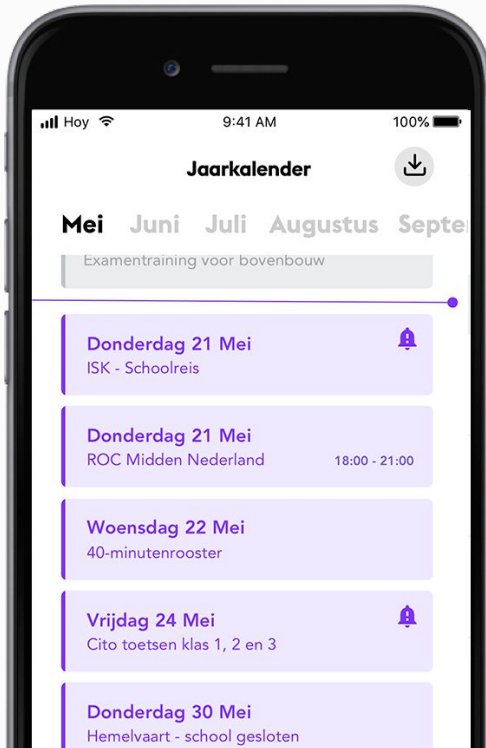 Hoy
9:41 AM
100%
Jaarkalender
Mei Juni Juli Augustus Septe
Examentraining voor bovenbouw
Donderdag 21 Mei
ISK - Schoolreis
Donderdag 21 Mei
ROC Midden Nederland 18:00 - 21:00
Woensdag 22 Mei
40-minutenrooster
Vrijdag 24 Mei
Cito toetsen klas 1, 2 en 3
Donderdag 30 Mei
Hemelvaart - school gesloten